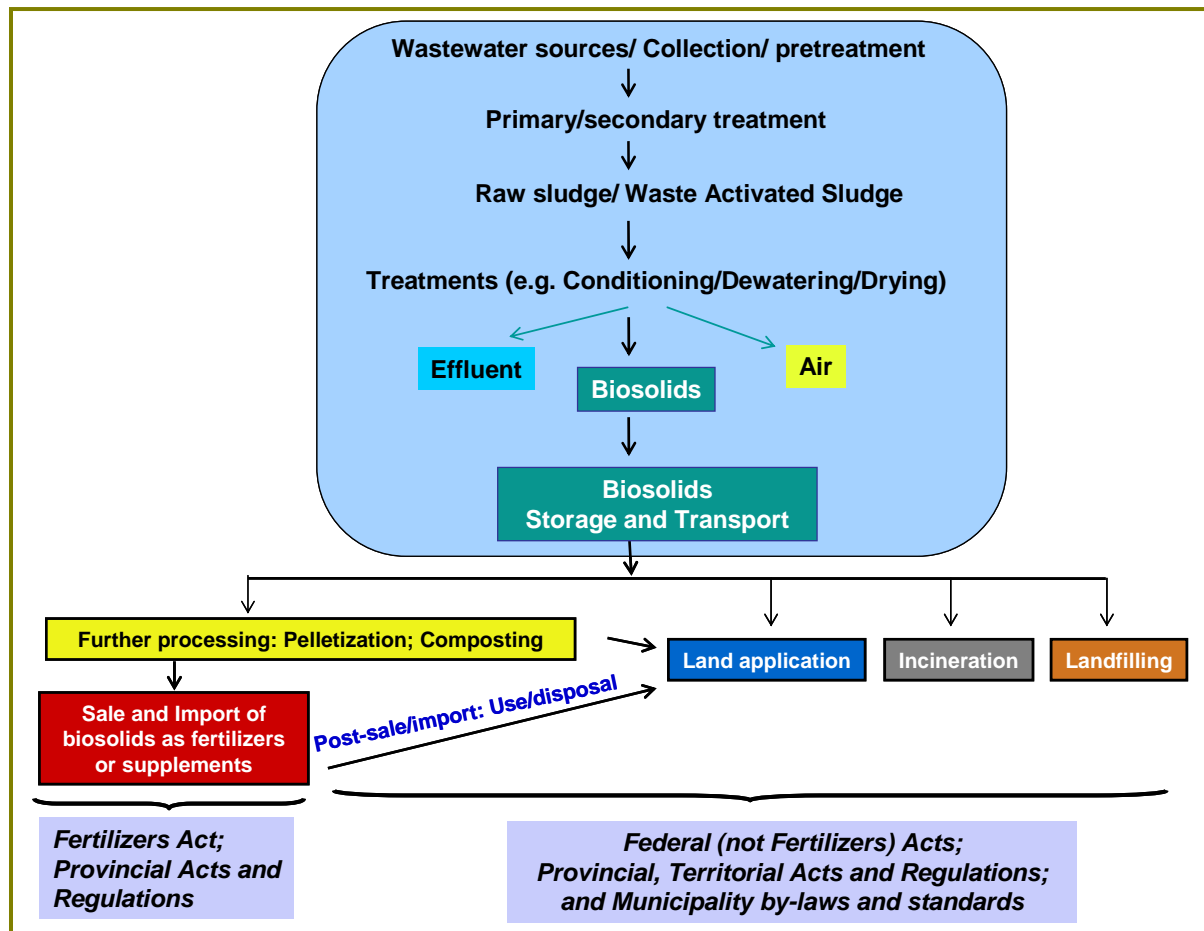 Wastewater sources/ Collection/ pretreatment
Primary/secondary treatment
Raw sludge/ Waste Activated Sludge
Treatments (e.g. Conditioning/Dewatering/Drying)
Effluent
Air
Biosolids
Biosolids
Storage and Transport
Further processing: Pelletization; Composting
Land application
Incineration
Landfilling
Sale and Import of
biosolids as fertilizers
or supplements
Post-sale/import: Use/disposal
Fertilizers Act;
Provincial Acts and
Regulations
Federal (not Fertilizers) Acts;
Provincial, Territorial Acts and Regulations;
and Municipality by-laws and standards